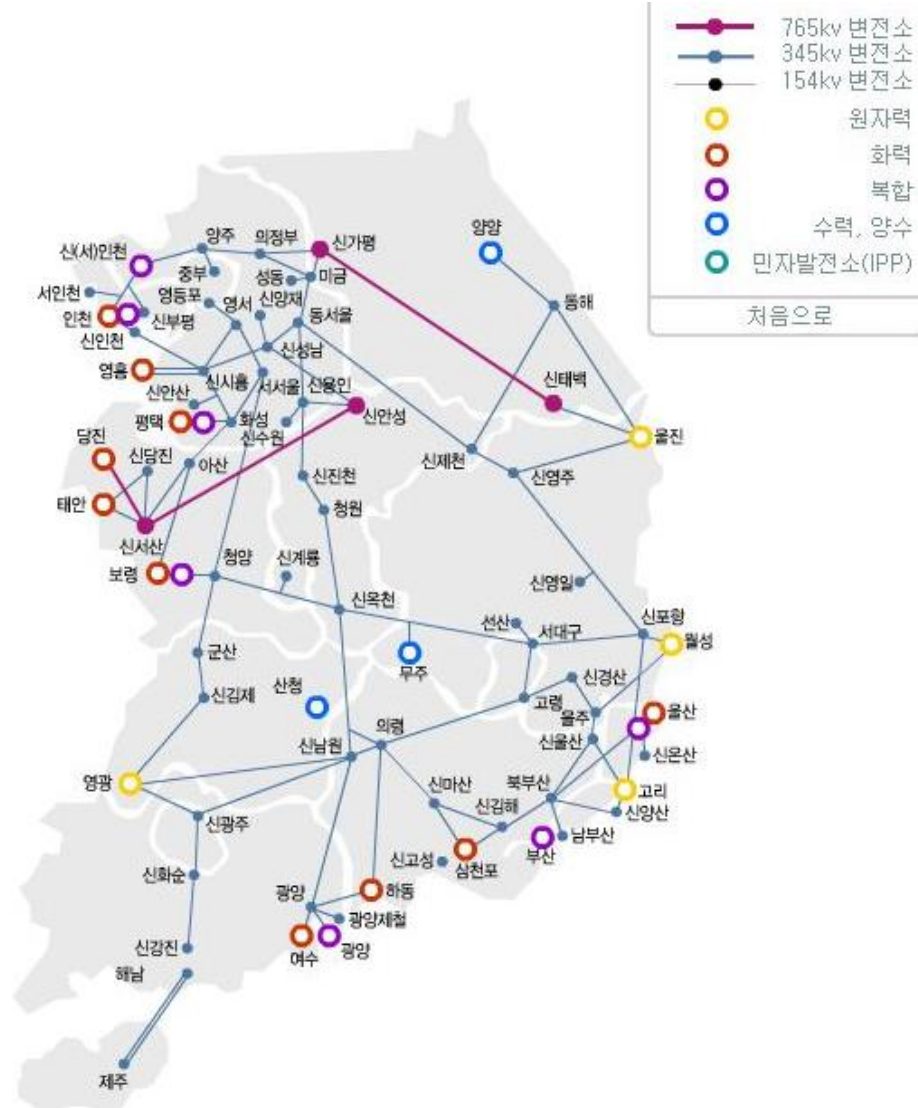 765kv 변전소
345kv 변전소
154kv 변전소
원자력
화력
복합
수력, 양수
민자발전소(IPP)
처음으로
양주
의정부
신가평
양양
신(서)인천
중부
성동
미금
서인천
영등포
영서
신양재
동서울
동해
인천
신부평
신인천
신성남
영흥
신시흥
서서울
신용인
신태백
신안산
신안성
평택
화성
신수원
울진
당진
신당진
아산
신진천
신제천
신영주
태안
청원
신서산
보령
청양
신계룡
신영일
신옥천
선산
서대구
신포항
월성
군산
무주
신경산
신김제
산청
고령
울주
울산
의령
신울산
신온산
신남원
영광
신마산
북부산
고리
신김해
신양산
신광주
부산
남부산
신고성
삼천포
신화순
광양
하동
광양제철
신강진
여수
광양
해남
제주